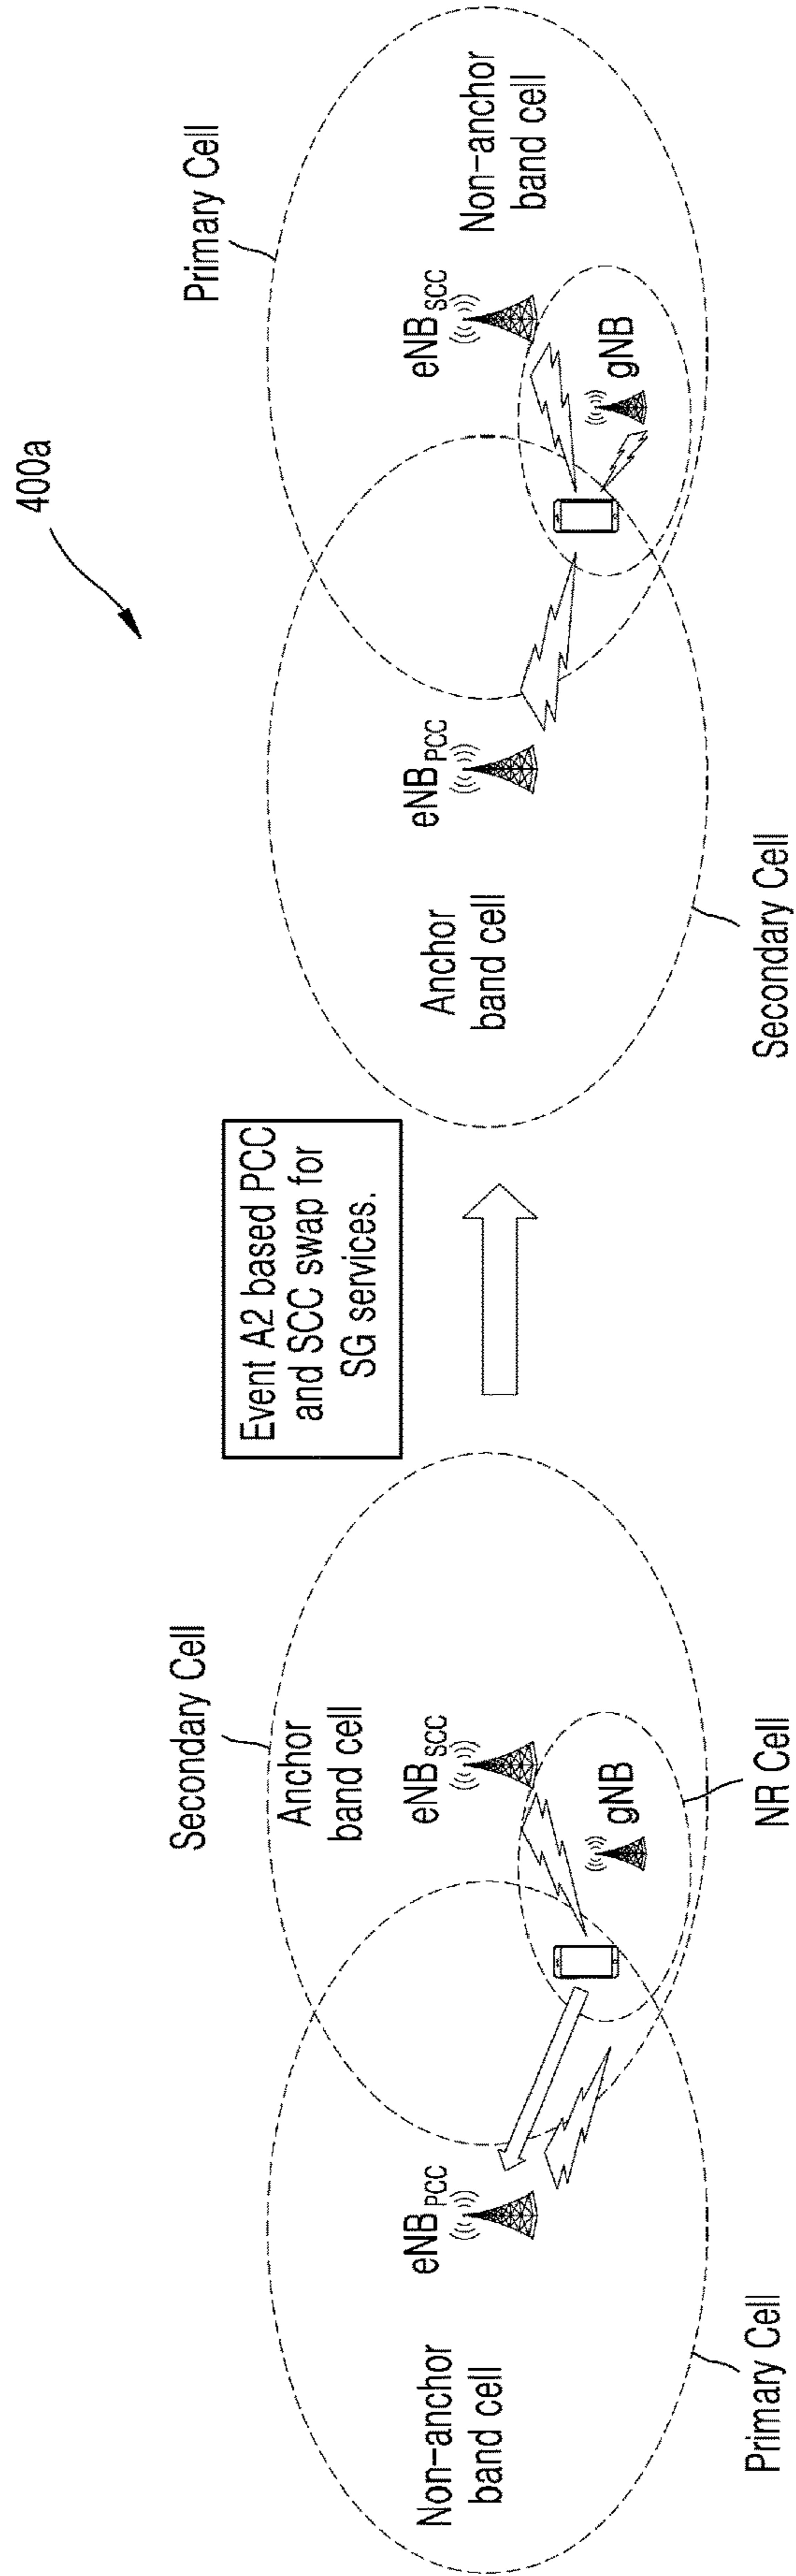 400a
Secondary Cell
Anchor
band cell
eNBSCC
gNB
NR Cell
eNBPCC
Non-anchor
band cell
Primary Cell
Event A2 based PCC
and SCC swap for
SG services.
Primary Cell
Non-anchor
band cell
eNBSCC
gNB
eNBPCC
Anchor
band cell
Secondary Cell